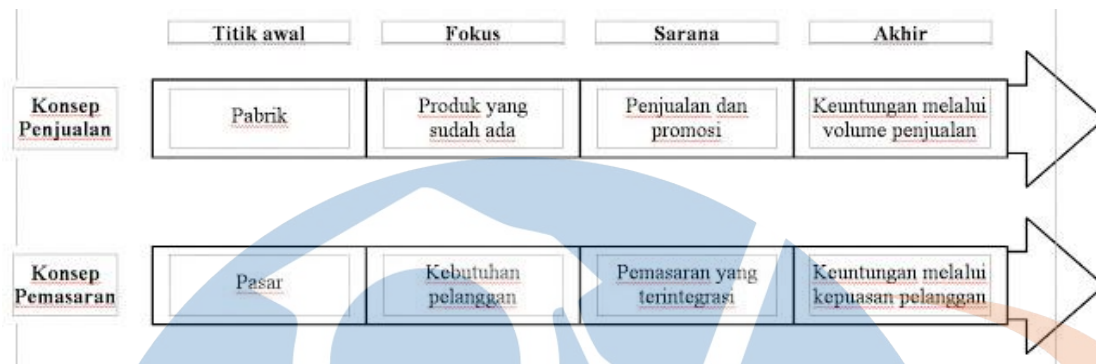 Titik awal Fokus Sarana Akhir
Konsep Penjualan
Pabrik
Produk yang
sudah ada
Penjualan dan
promosi
Keuntungan melalui
volume penjualan
Konsep
Pemasaran
Pasar
Kebutuhan
pelanggan
Pemasaran yang
terintegrasi
Keuntungan melalui
kepuasan pelanggan